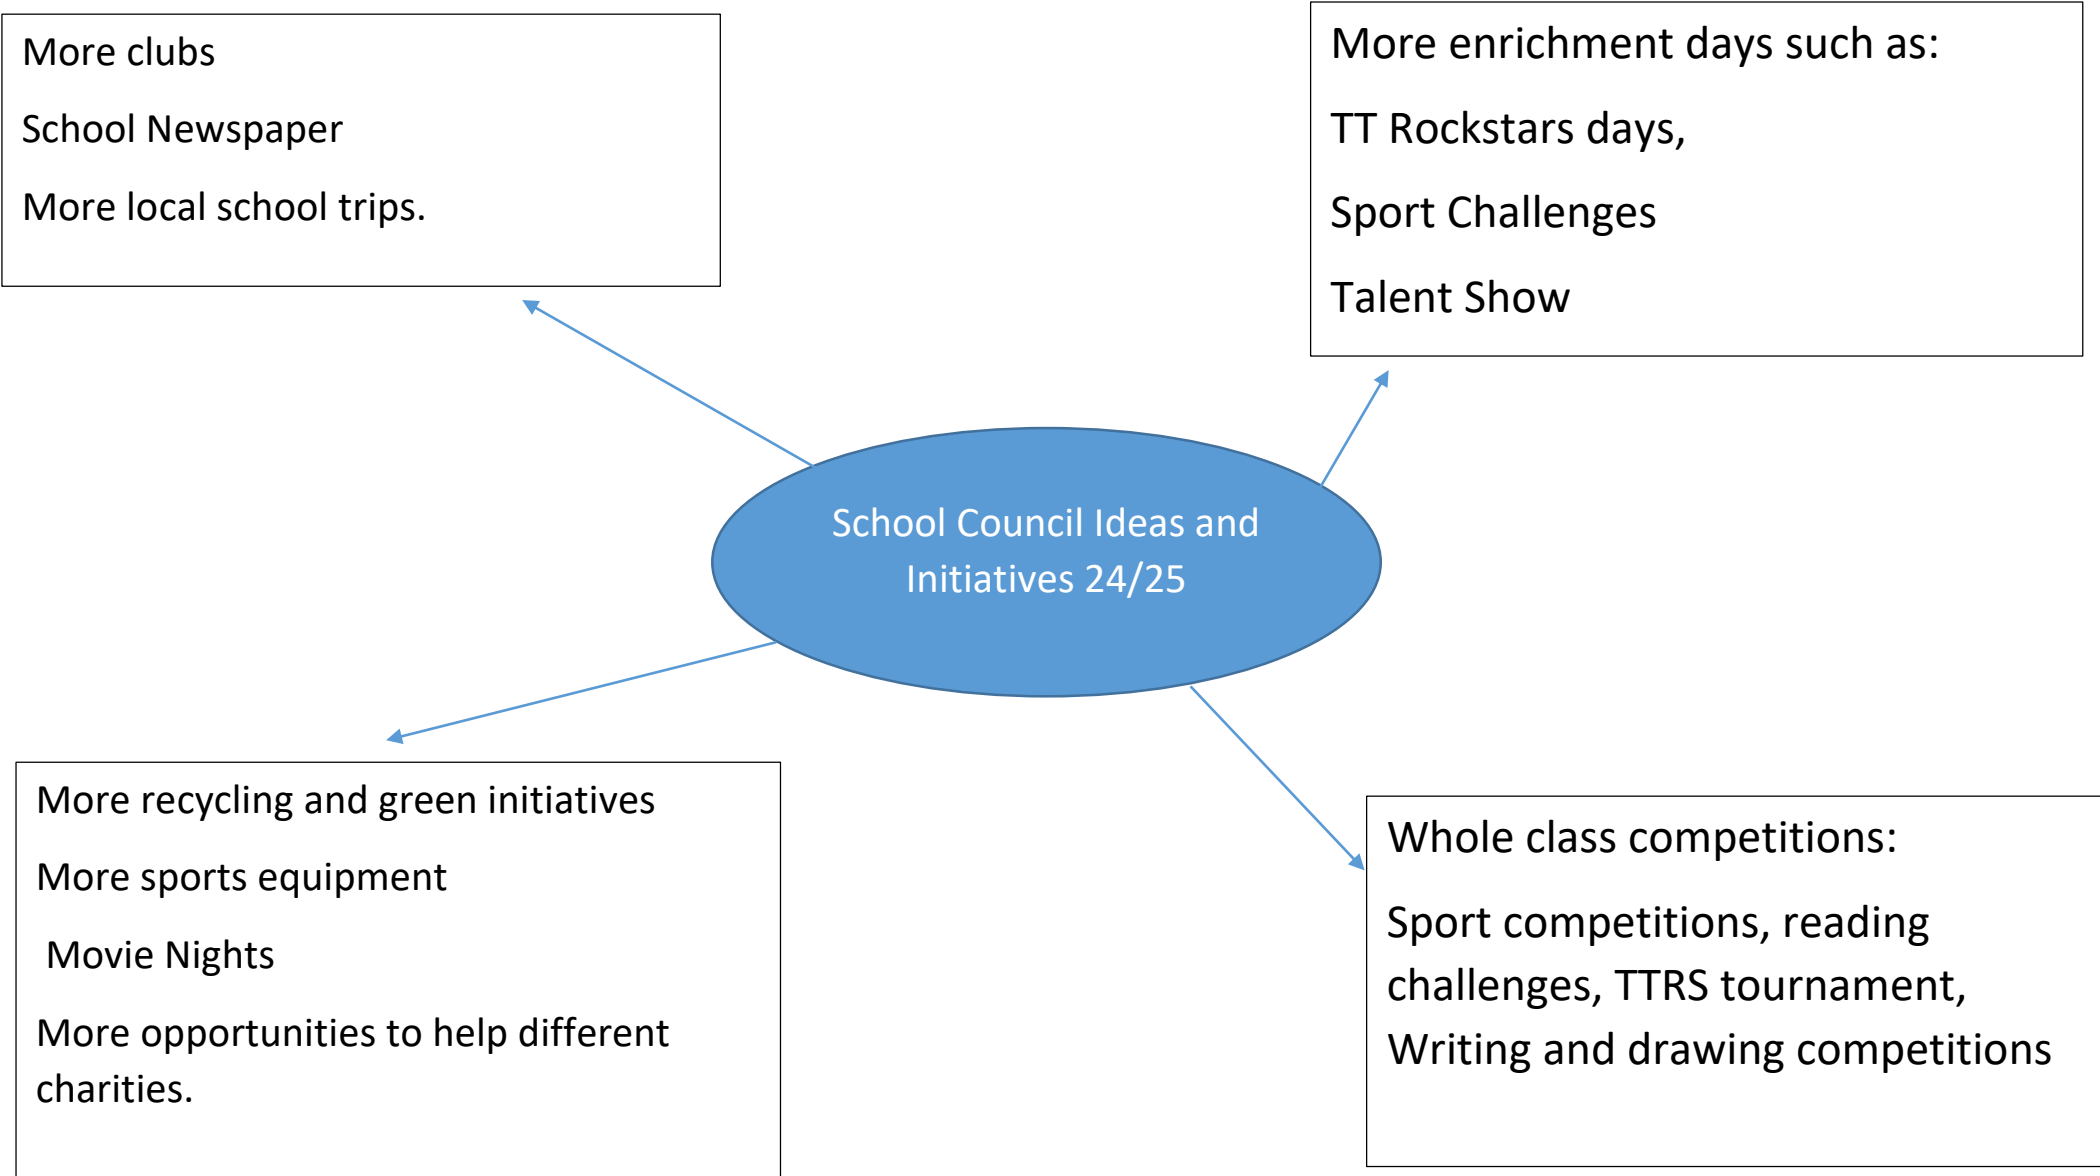 More clubs
School Newspaper
More local school trips.
More enrichment days such as:
TT Rockstars days,
Sport Challenges
Talent Show
School Council Ideas and
Initiatives 24/25
More recycling and green initiatives
More sports equipment
Movie Nights
More opportunities to help different
charities.
Whole class competitions:
Sport competitions, reading
challenges, TTRS tournament,
Writing and drawing competitions